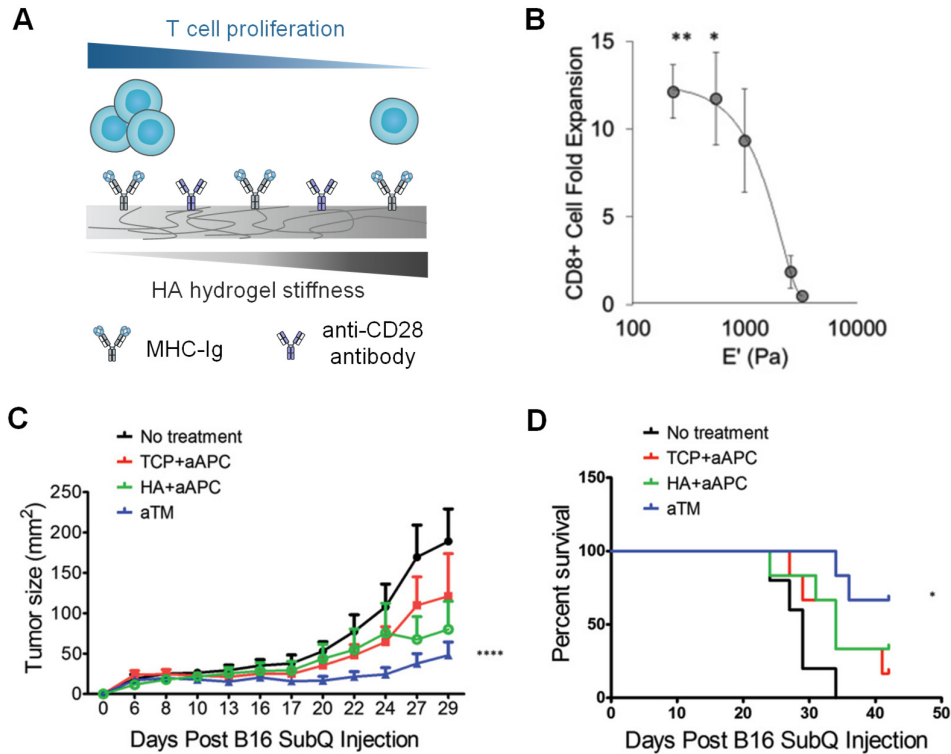 A
T cell proliferation
HA hydrogel stiffness
MHC-Ig
anti-CD28
antibody
B
** *
15
10
5
0
100 1000 10000
CD8+ Cell Fold Expansion
E' (Pa)
C
No treatment
TCP+aAPC
HA+aAPC
aTM
250
200
150
100
50
0
Tumor size (mm²)
0 6 8 10 13 16 17 20 22 24 27 29
****
Days Post B16 SubQ Injection
D
No treatment
TCP+aAPC
HA+aAPC
aTM
150
100
50
0
Percent survival
*
0 10 20 30 40 50
Days Post B16 SubQ Injection